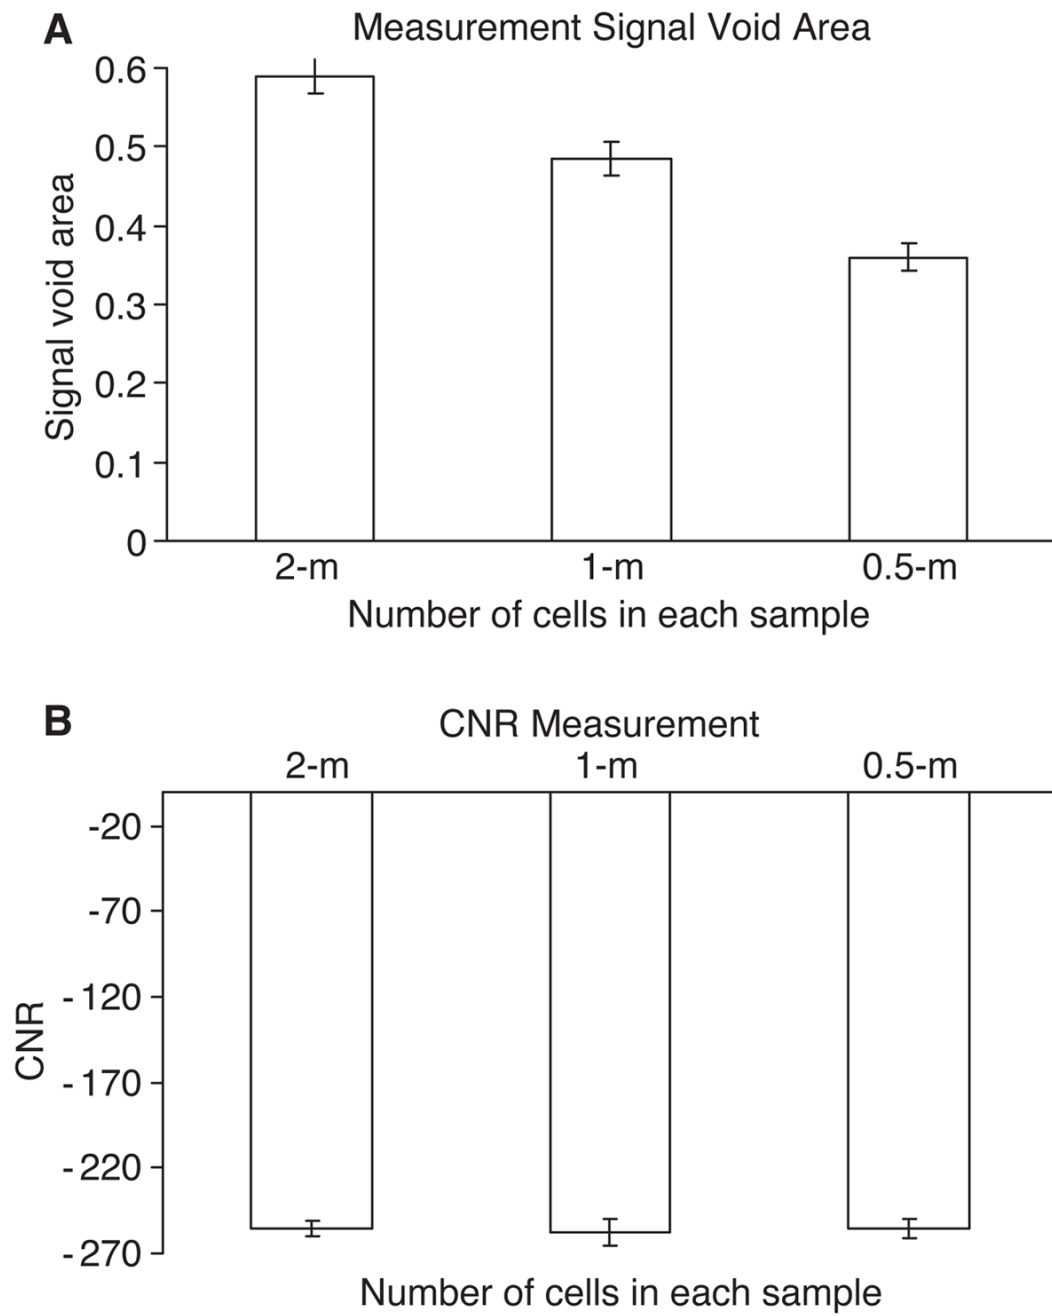 A
Measurement Signal Void Area
Signal void area
0.6
0.5
0.4
0.3
0.2
0.1
0
2-m
1-m
0.5-m
Number of cells in each sample
B
CNR Measurement
2-m
1-m
0.5-m
CNR
-20
-70
-120
-170
-220
-270
Number of cells in each sample